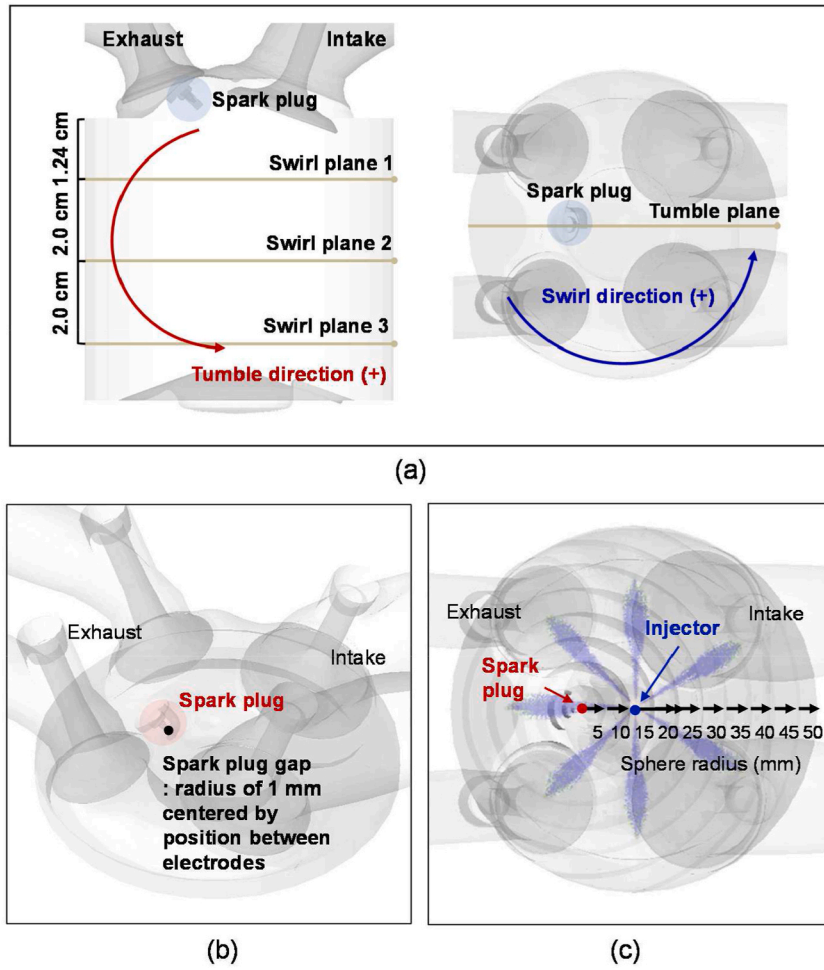 Exhaust
Intake
Spark plug
1.24 cm
2.0 cm
2.0 cm
Swirl plane 1
Swirl plane 2
Swirl plane 3
Tumble direction (+)
Spark plug
Tumble plane
Swirl direction (+)
(a)
Exhaust
Intake
Spark plug
Spark plug gap
: radius of 1 mm
centered by
position between
electrodes
(b)
Exhaust
Intake
Injector
Spark
plug
5 10 15 20 25 30 35 40 45 50
Sphere radius (mm)
(c)